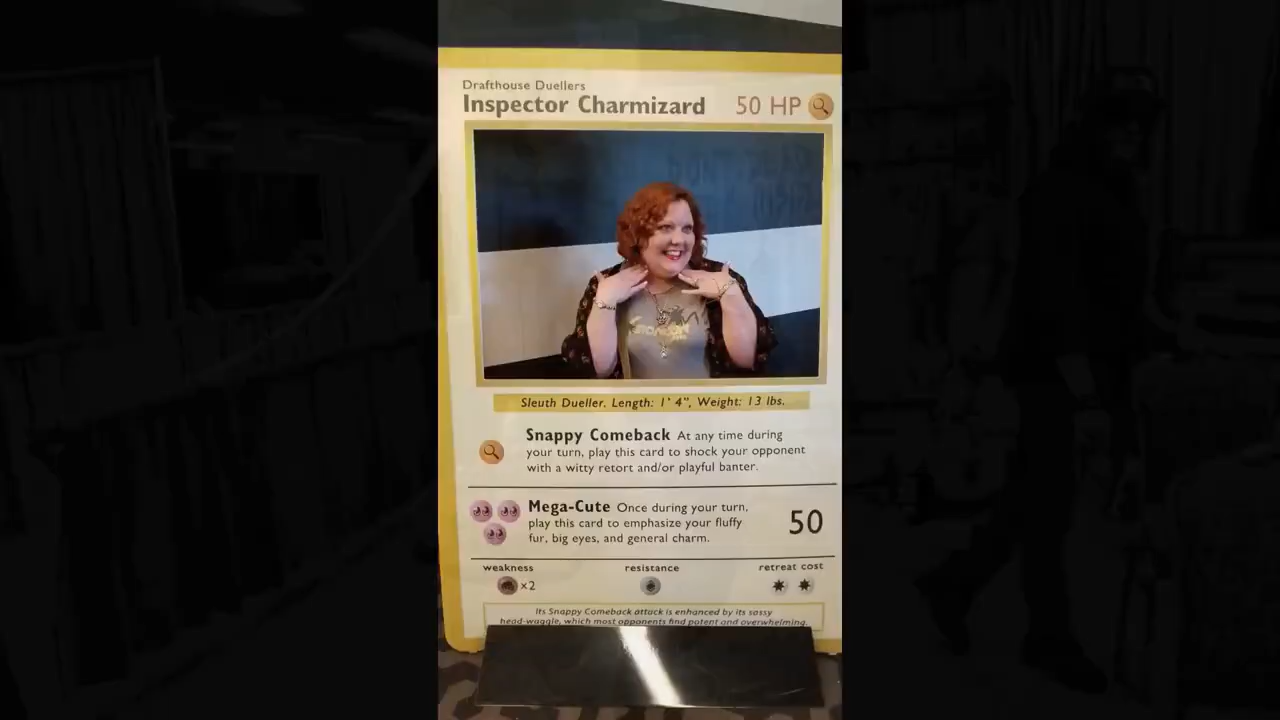 Drafthouse Duellers
Inspector Charmizard 50 HP
Sleuth Dueller. Length: 1' 4", Weight: 13 lbs.
Snappy Comeback At any time during
your turn, play this card to shock your opponent
with a witty retort and/or playful banter.
Mega-Cute Once during your turn,
play this card to emphasize your fluffy
fur, big eyes, and general charm.
50
weakness resistance retreat cost
×2
Its Snappy Comeback attack is enhanced by its sassy
head-waggle, which most opponents find potent and overwhelming.